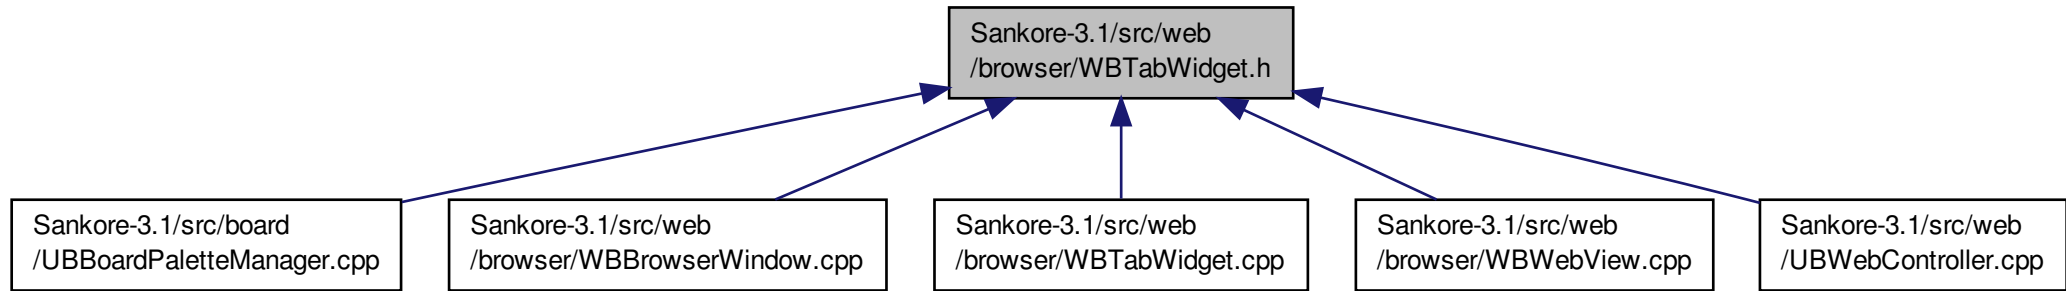 Sankore-3.1/src/web
/browser/WBTabWidget.h
Sankore-3.1/src/board
/UBBoardPaletteManager.cpp
Sankore-3.1/src/web
/browser/WBBrowserWindow.cpp
Sankore-3.1/src/web
/browser/WBTabWidget.cpp
Sankore-3.1/src/web
/browser/WBWebView.cpp
Sankore-3.1/src/web
/UBWebController.cpp